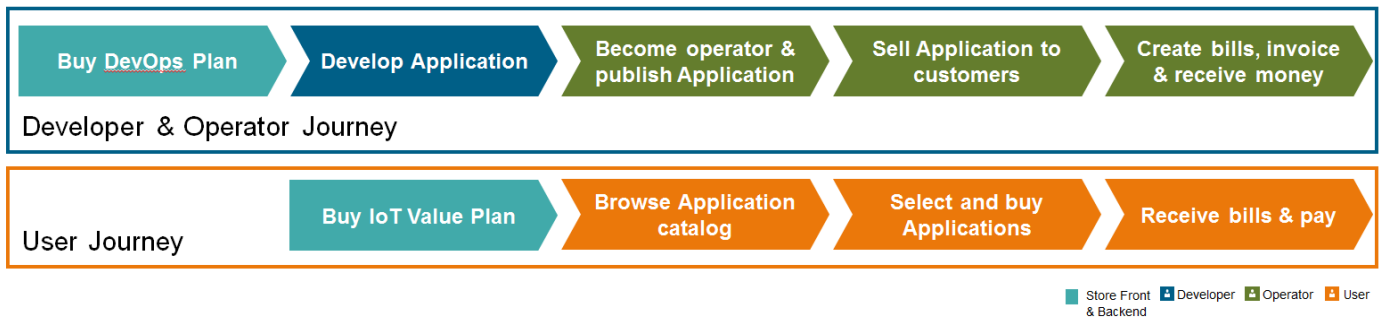 Buy DevOps Plan
Develop Application
Become operator &
publish Application
Sell Application to
customers
Create bills, invoice
& receive money
Developer & Operator Journey
Buy IoT Value Plan
Browse Application
catalog
Select and buy
Applications
Receive bills & pay
User Journey
Store Front
& Backend
Developer
Operator
User